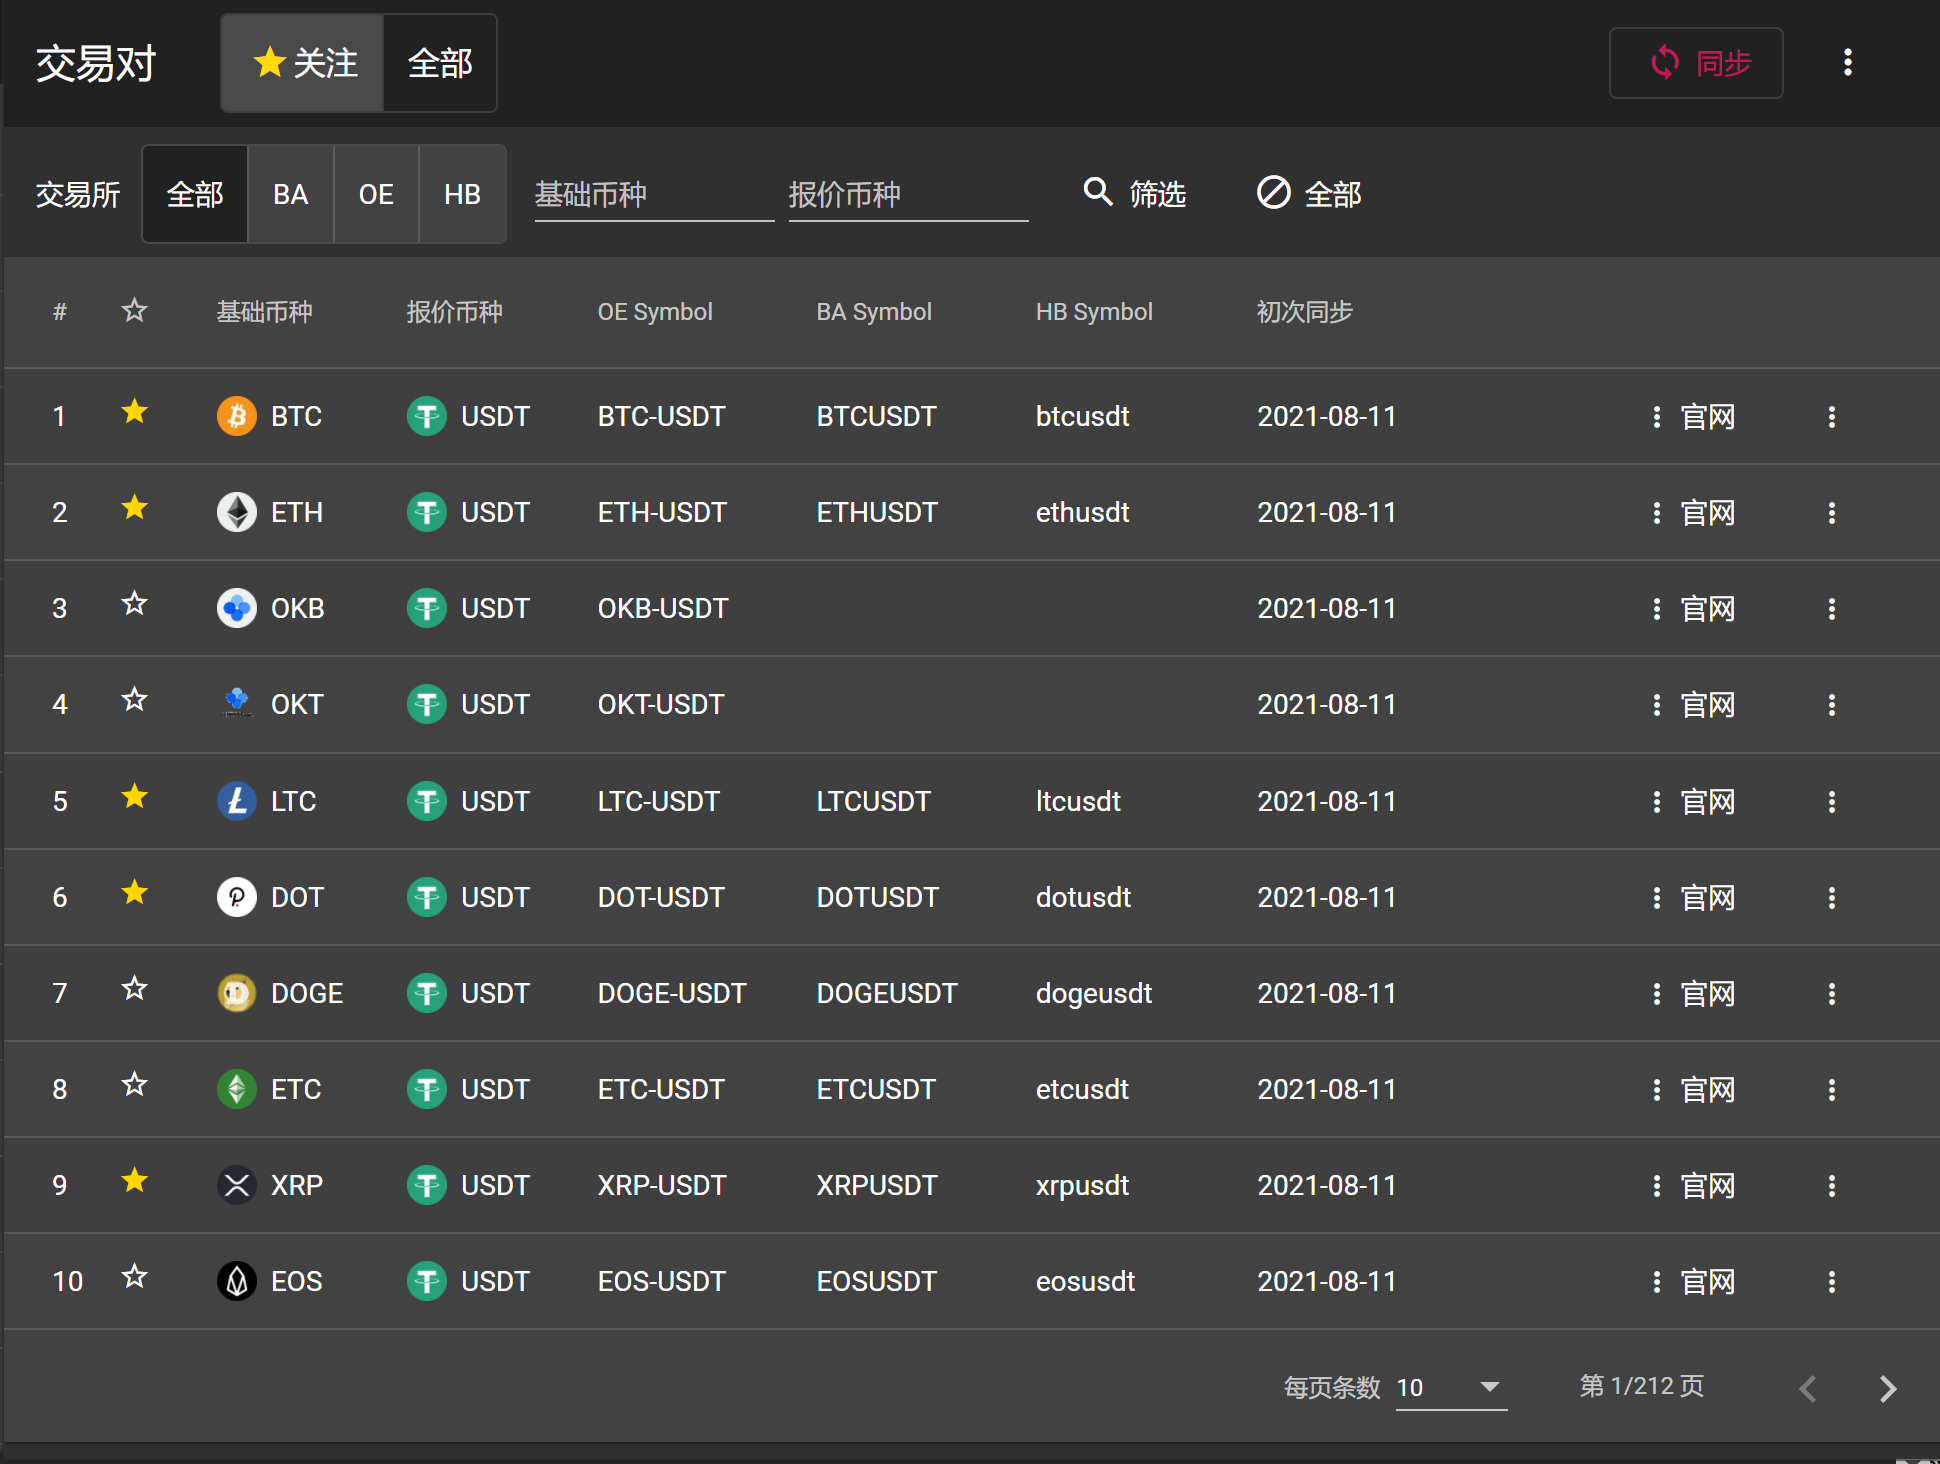 交易对 关注 全部 同步
交易所 全部 BA OE HB 基础币种 报价币种 筛选 全部
# 基础币种 报价币种 OE Symbol BA Symbol HB Symbol 初次同步
1 BTC USDT BTC-USDT BTCUSDT btcusdt 2021-08-11 官网
2 ETH USDT ETH-USDT ETHUSDT ethusdt 2021-08-11 官网
3 OKB USDT OKB-USDT 2021-08-11 官网
4 OKT USDT OKT-USDT 2021-08-11 官网
5 LTC USDT LTC-USDT LTCUSDT ltcusdt 2021-08-11 官网
6 DOT USDT DOT-USDT DOTUSDT dotusdt 2021-08-11 官网
7 DOGE USDT DOGE-USDT DOGEUSDT dogeusdt 2021-08-11 官网
8 ETC USDT ETC-USDT ETCUSDT etcusdt 2021-08-11 官网
9 XRP USDT XRP-USDT XRPUSDT xrpusdt 2021-08-11 官网
10 EOS USDT EOS-USDT EOSUSDT eosusdt 2021-08-11 官网
每页条数 10 第 1/212 页